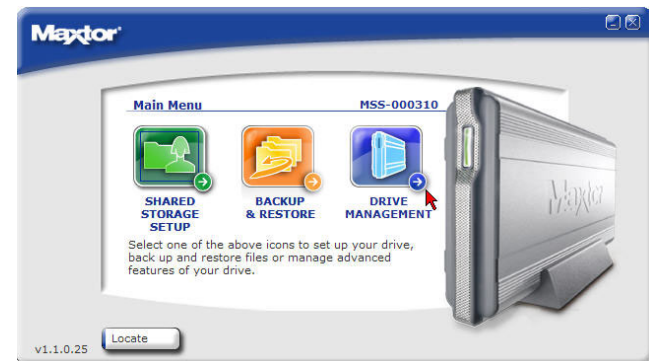 Maxtor
Main Menu MSS-000310
SHARED STORAGE SETUP
BACKUP & RESTORE
DRIVE MANAGEMENT
Select one of the above icons to set up your drive,
back up and restore files or manage advanced
features of your drive.
Maxtor
v1.1.0.25 Locate